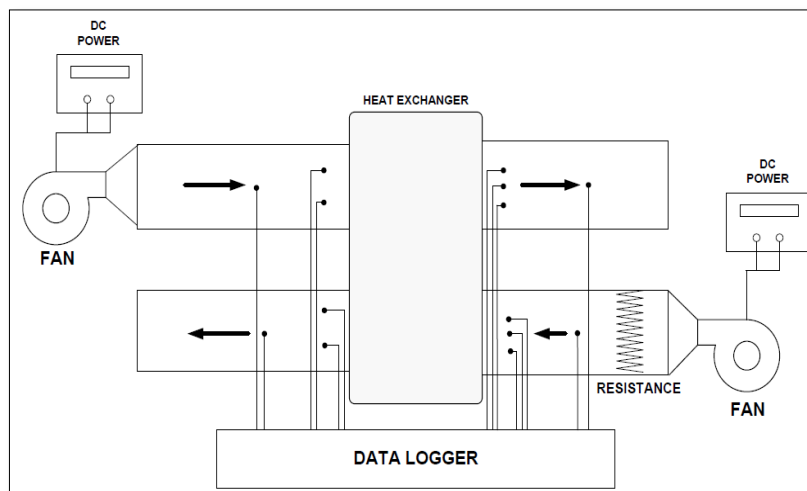 DC
POWER
HEAT EXCHANGER
DC
POWER
FAN
RESISTANCE
FAN
DATA LOGGER